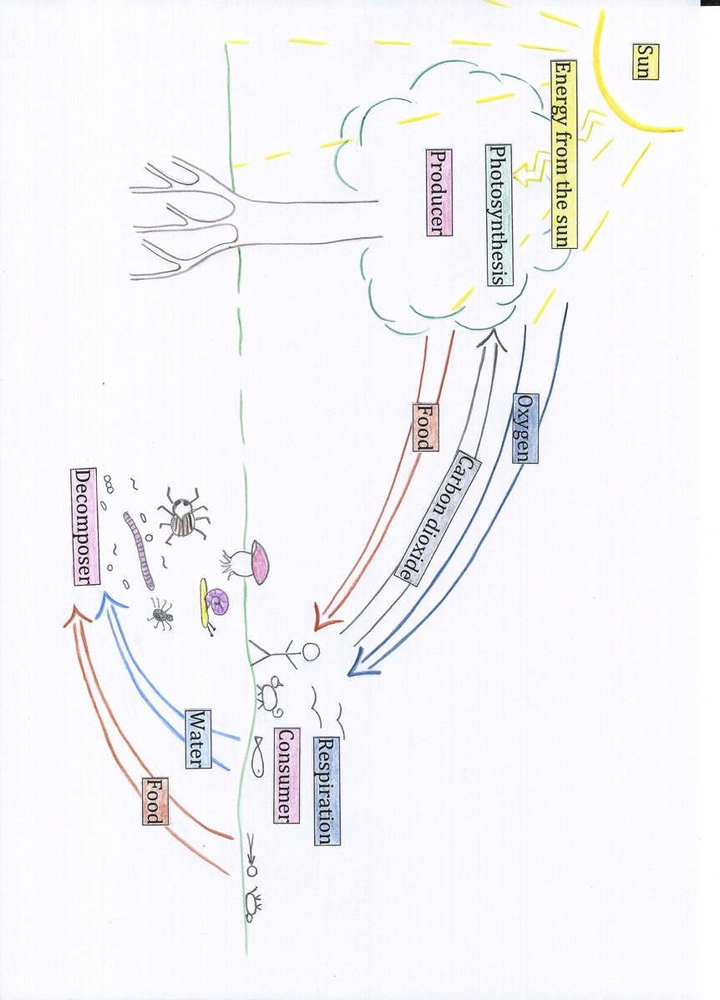 Sun
Energy from the sun
Photosynthesis
Producer
Oxygen
Carbon dioxide
Food
Respiration
Consumer
Water
Food
Decomposer